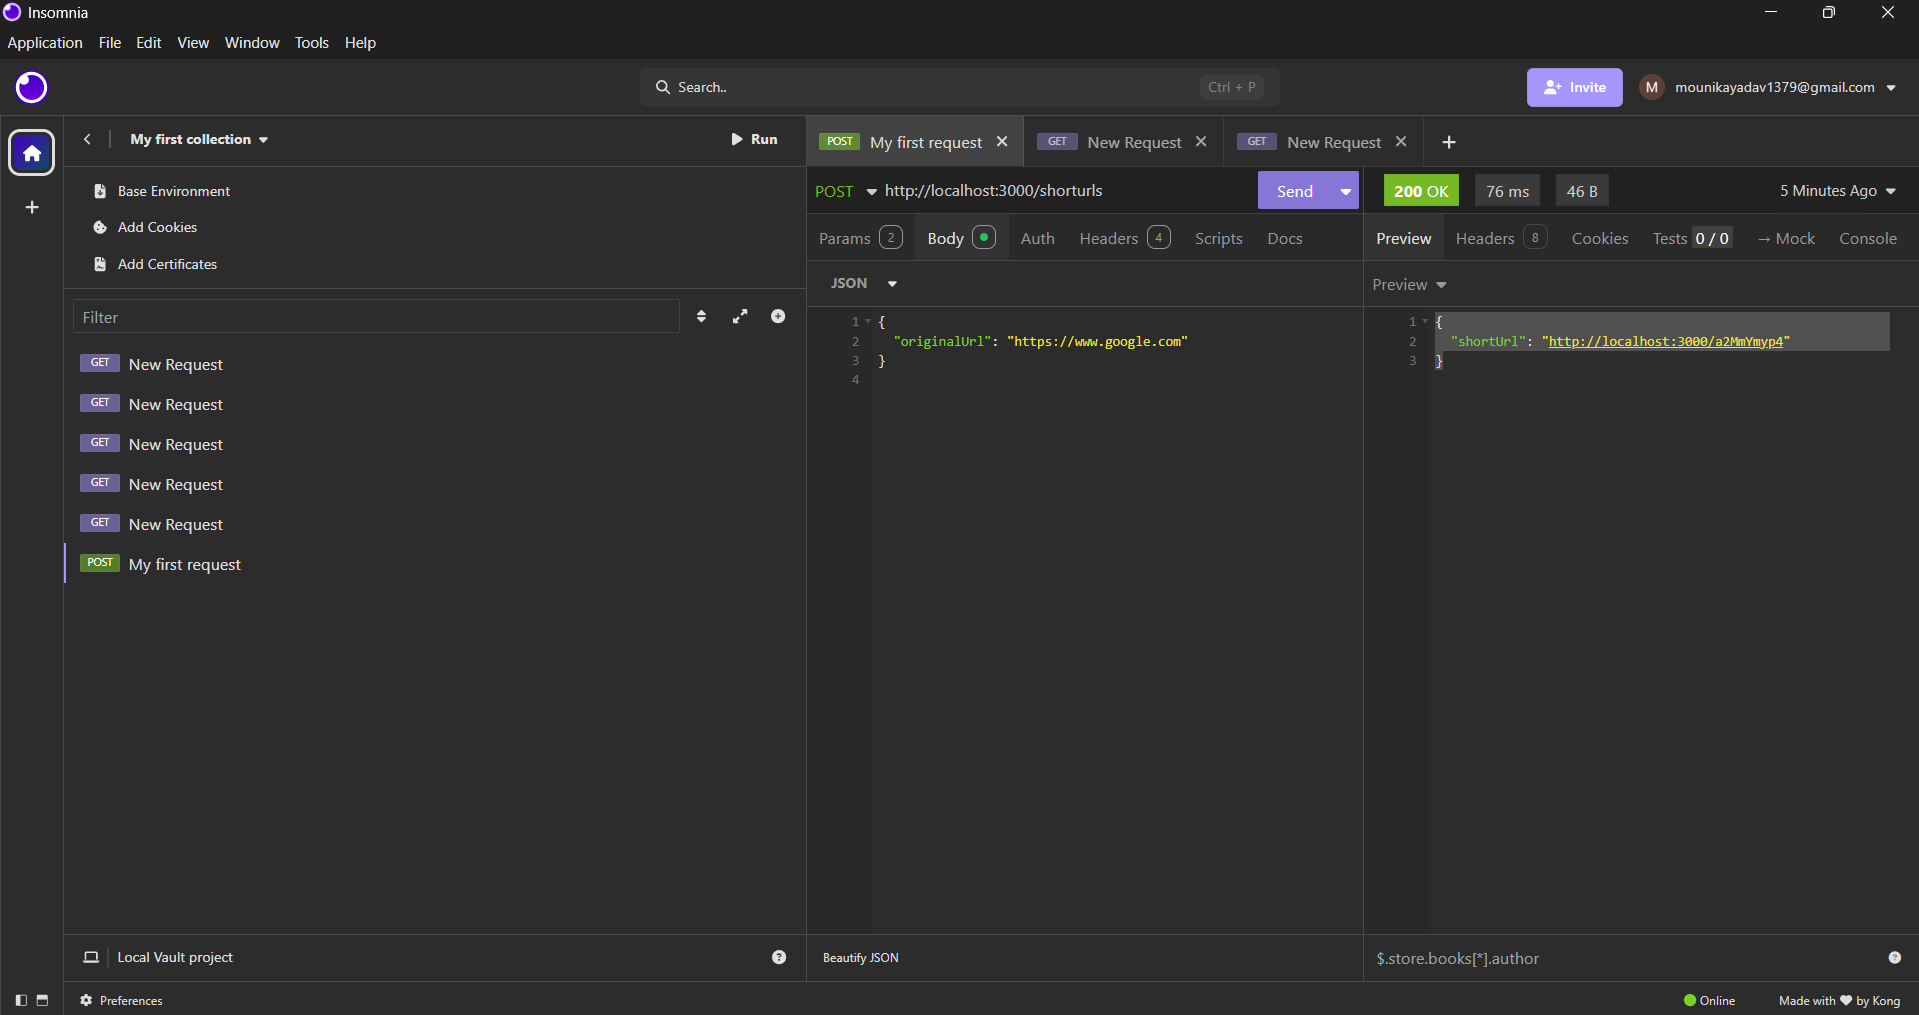 Insomnia
Application File Edit View Window Tools Help
Search.. Ctrl + P
Invite
M mounikayadav1379@gmail.com
My first collection
Run
Base Environment
Add Cookies
Add Certificates
Filter
GET New Request
GET New Request
GET New Request
GET New Request
GET New Request
POST My first request
Local Vault project
Preferences
POST My first request
GET New Request
GET New Request
POST http://localhost:3000/shorturls
Send
Params 2 Body Auth Headers 4 Scripts Docs
JSON
1 {
2 "originalUrl": "https://www.google.com"
3 }
4
Beautify JSON
200 OK 76 ms 46 B 5 Minutes Ago
Preview Headers 8 Cookies Tests 0 / 0 → Mock Console
Preview
1 {
2 "shortUrl": "http://localhost:3000/a2MmYmyp4"
3 }
$.store.books[*].author
Online
Made with ❤ by Kong